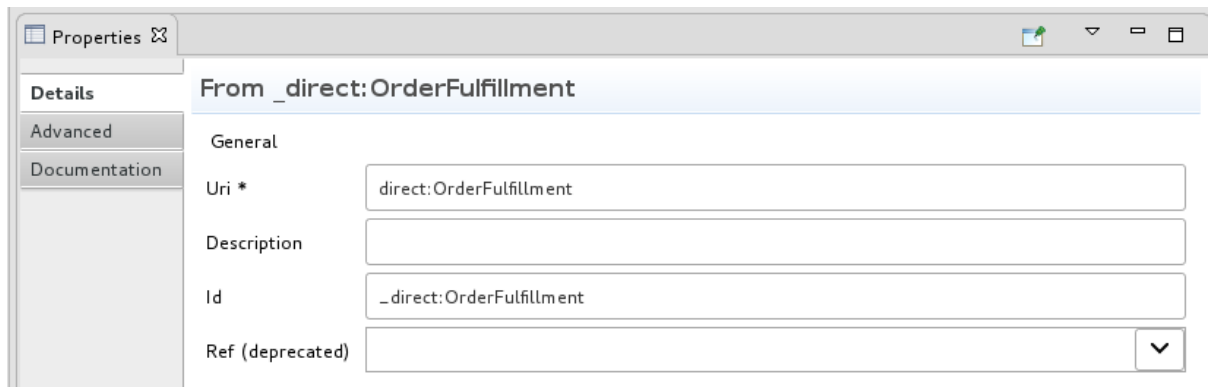 Properties
Details
From _direct:OrderFulfillment
Advanced
General
Documentation
Uri * direct:OrderFulfillment
Description
Id _direct:OrderFulfillment
Ref (deprecated)